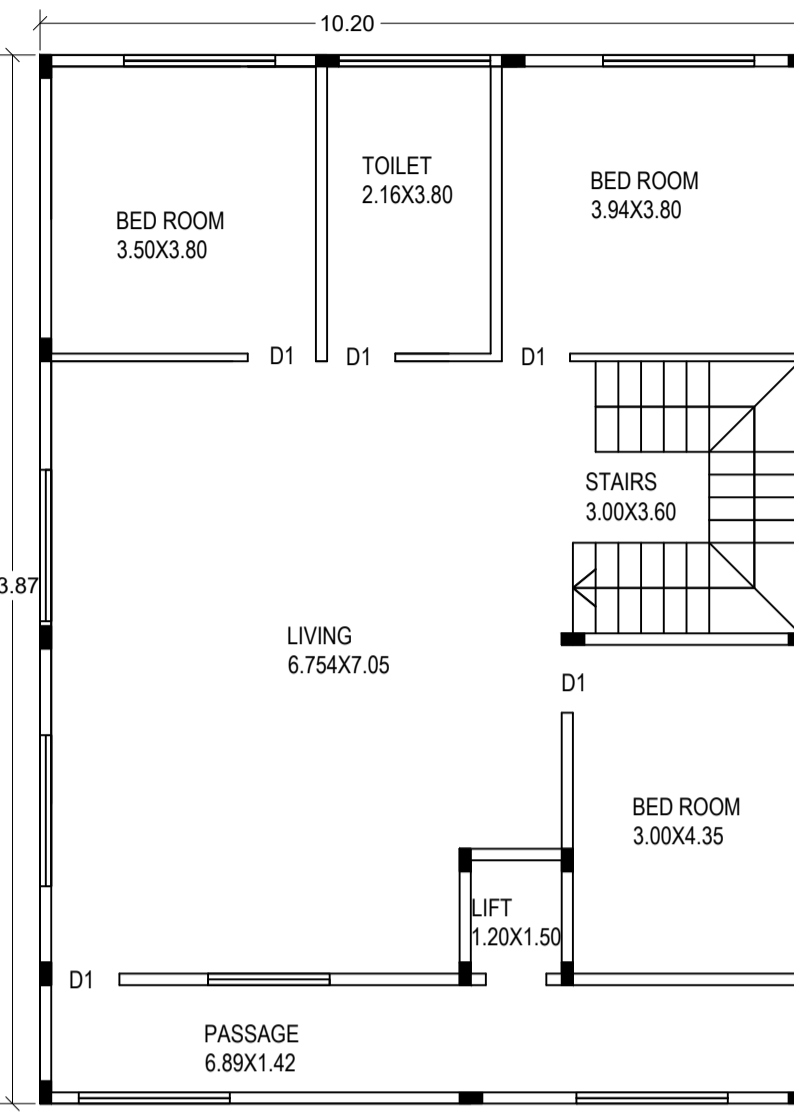 10.20
TOILET
2.16X3.80
BED ROOM
3.94X3.80
BED ROOM
3.50X3.80
D1
D1
D1
STAIRS
3.00X3.60
3.87
LIVING
6.754X7.05
D1
BED ROOM
3.00X4.35
LIFT
1.20X1.50
D1
PASSAGE
6.89X1.42